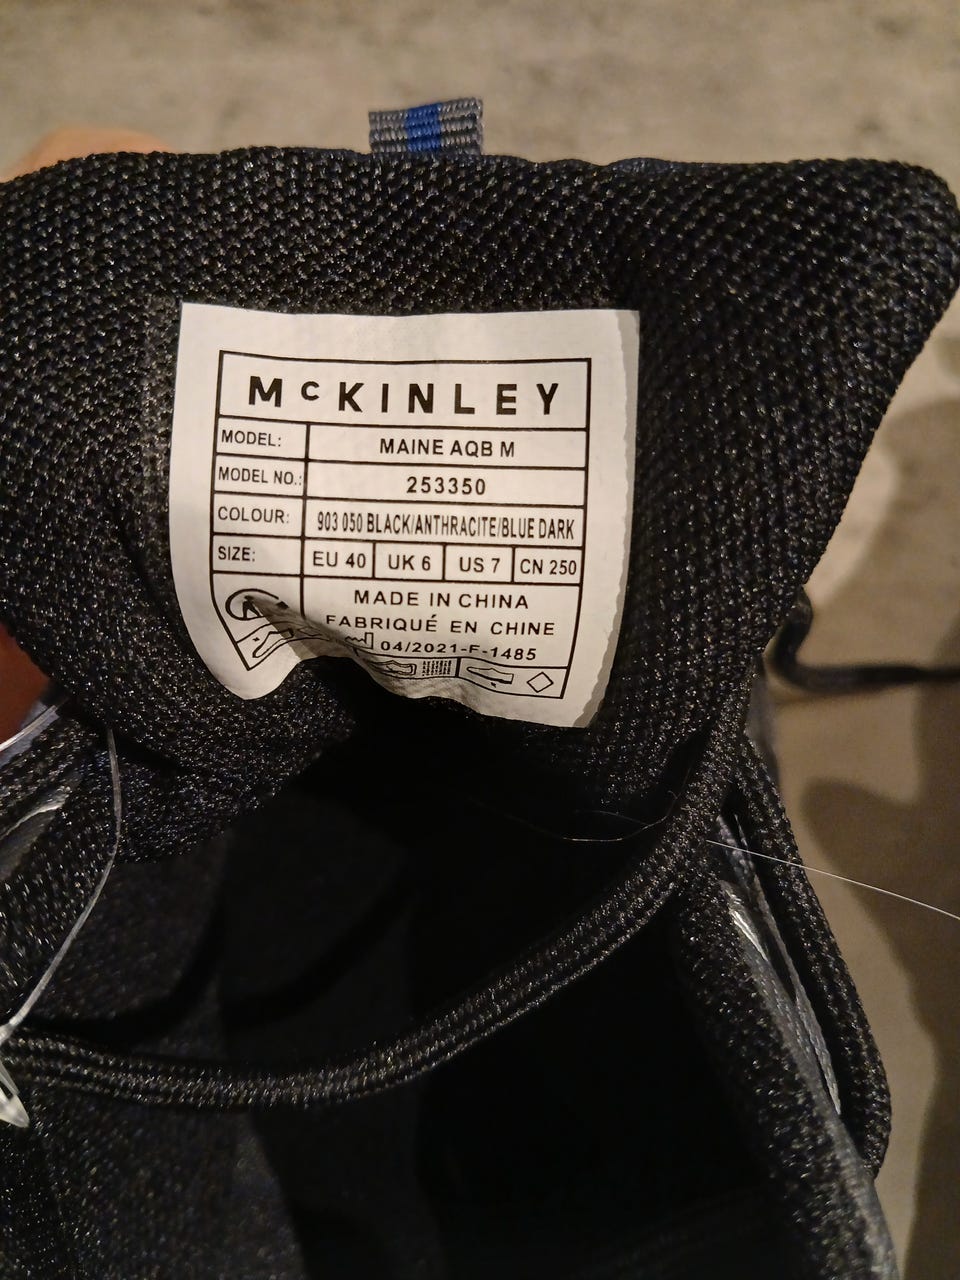 McKINLEY
MODEL: MAINE AQB M
MODEL NO.: 253350
COLOUR: 903 050 BLACK/ANTHRACITE/BLUE DARK
SIZE: EU 40 UK 6 US 7 CN 250
MADE IN CHINA
FABRIQUÉ EN CHINE
04/2021-F-1485